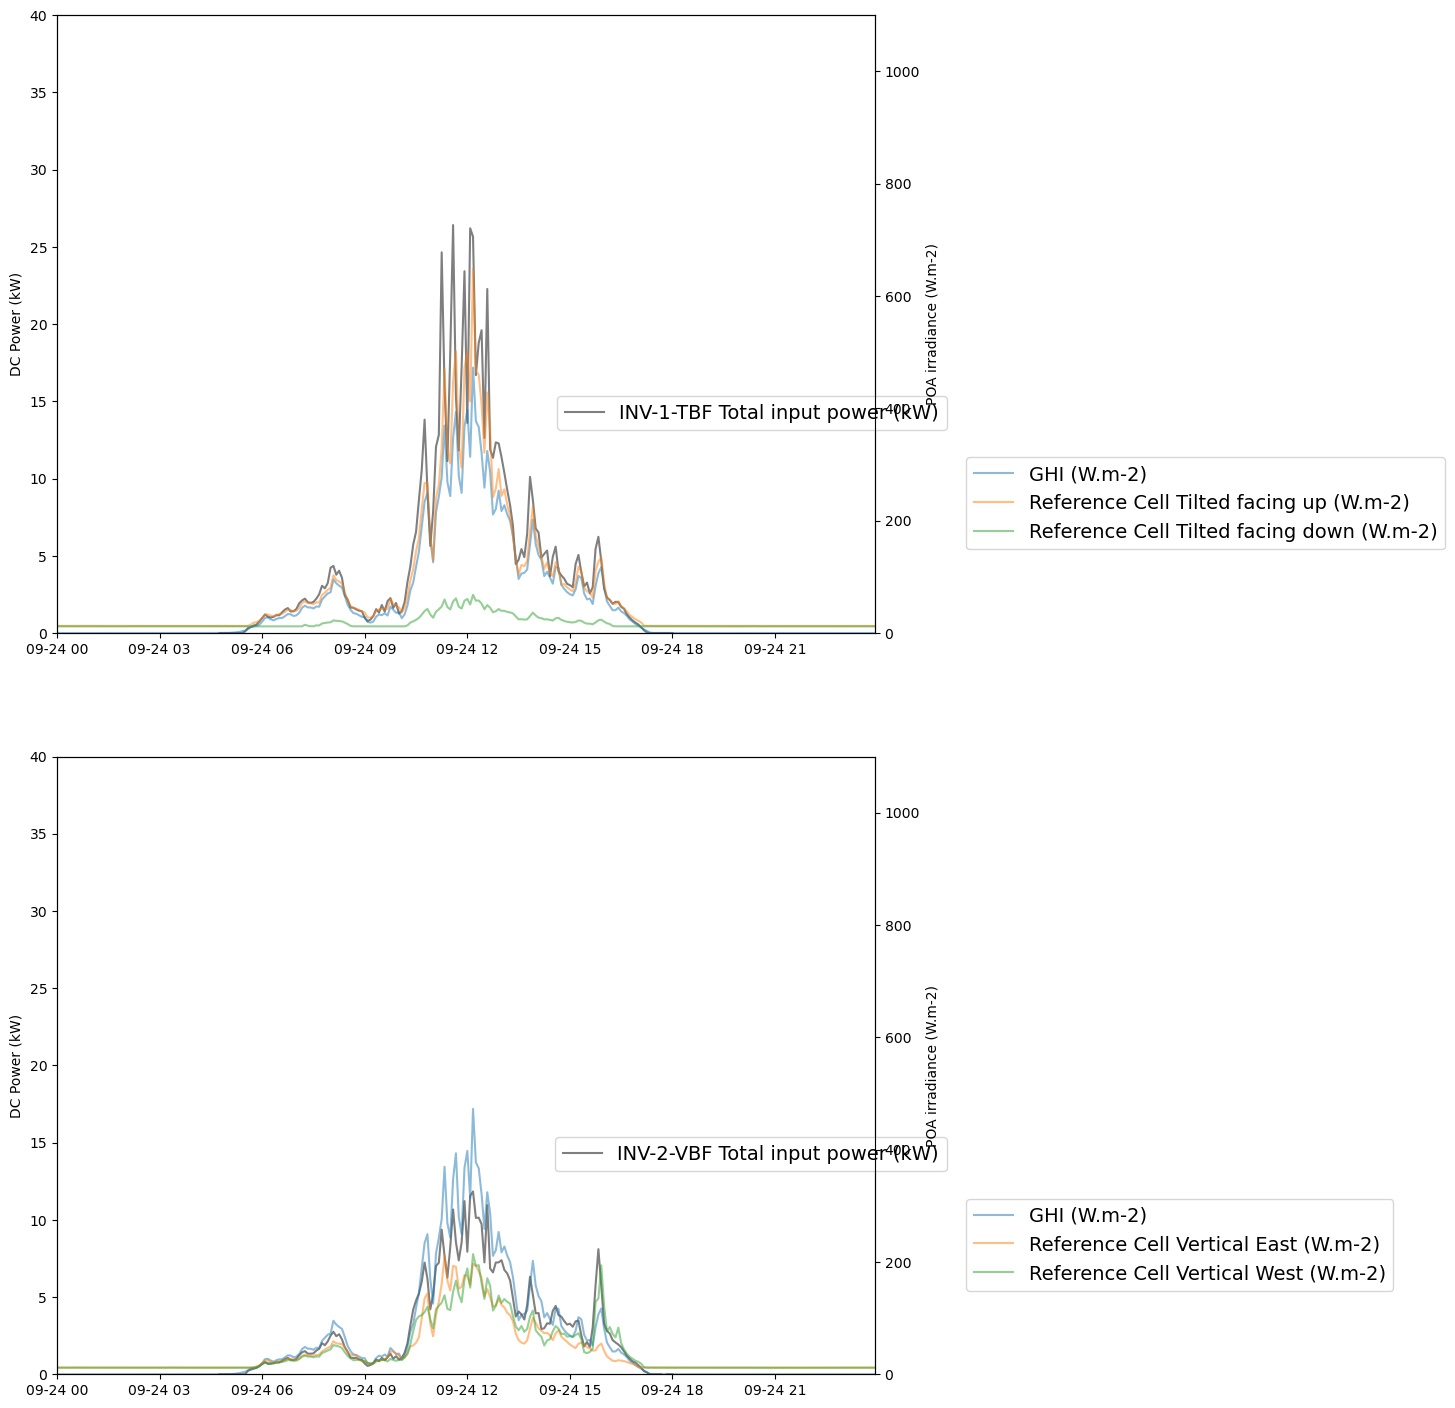 40
35
30
25
20
15
10
5
0
DC Power (kW)
1000
800
600
400
200
0
POA irradiance (W.m-2)
INV-1-TBF Total input power (kW)
GHI (W.m-2)
Reference Cell Tilted facing up (W.m-2)
Reference Cell Tilted facing down (W.m-2)
09-24 00 09-24 03 09-24 06 09-24 09 09-24 12 09-24 15 09-24 18 09-24 21
40
35
30
25
20
15
10
5
0
DC Power (kW)
1000
800
600
400
200
0
POA irradiance (W.m-2)
INV-2-VBF Total input power (kW)
GHI (W.m-2)
Reference Cell Vertical East (W.m-2)
Reference Cell Vertical West (W.m-2)
09-24 00 09-24 03 09-24 06 09-24 09 09-24 12 09-24 15 09-24 18 09-24 21